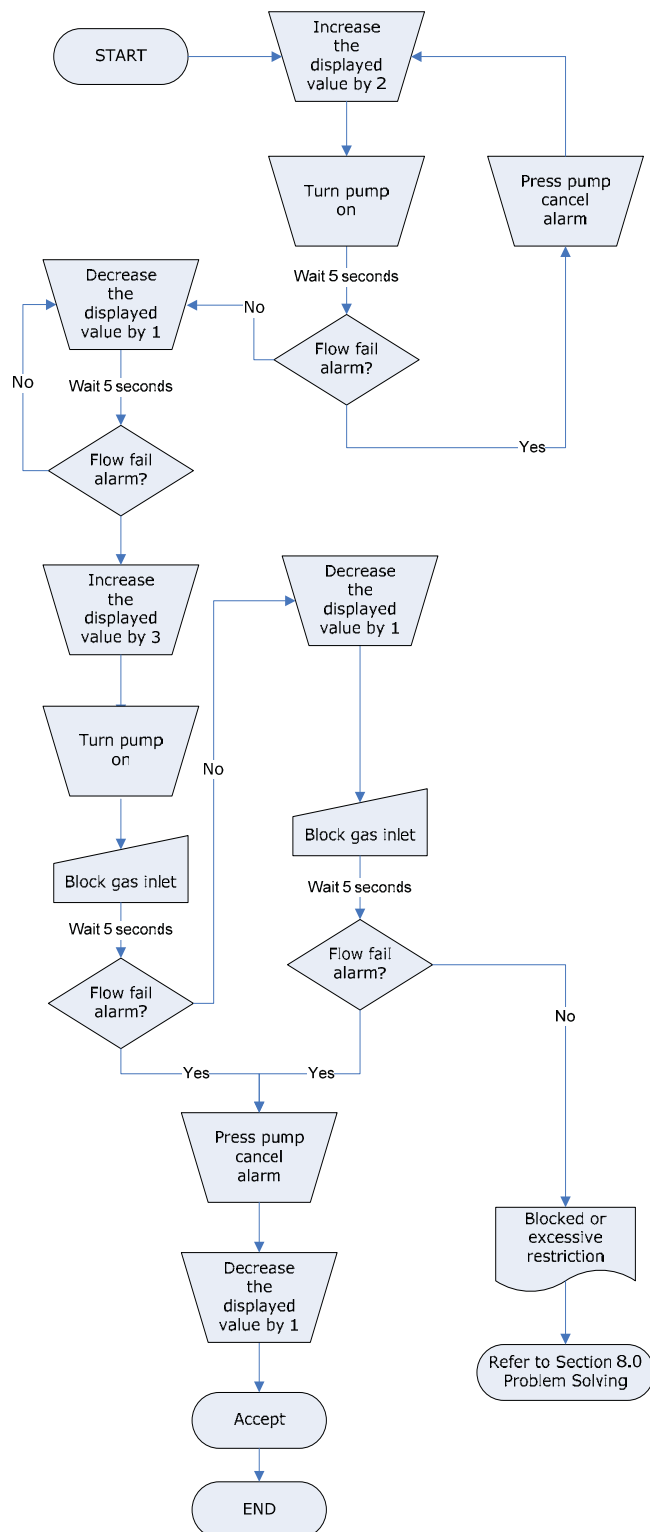 START
Increase
the
displayed
value by 2
Turn pump
on
Press pump
cancel
alarm
Wait 5 seconds
Flow fail
alarm?
No
Yes
Decrease
the
displayed
value by 1
No
Wait 5 seconds
Flow fail
alarm?
Increase
the
displayed
value by 3
Turn pump
on
Block gas inlet
Wait 5 seconds
Flow fail
alarm?
No
Decrease
the
displayed
value by 1
Block gas inlet
Wait 5 seconds
Flow fail
alarm?
No
Yes
Yes
Press pump
cancel
alarm
Decrease
the
displayed
value by 1
Accept
END
Blocked or
excessive
restriction
Refer to Section 8.0
Problem Solving